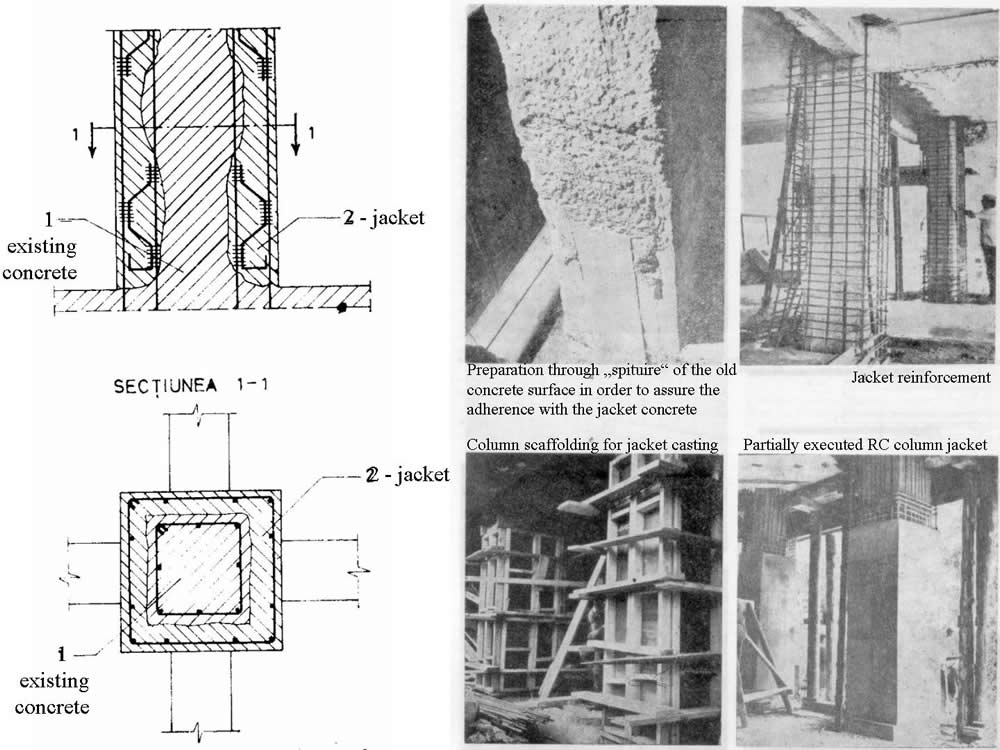 1
1
1
existing
concrete
2 - jacket
SECȚIUNEA 1-1
2 - jacket
1
existing
concrete
Preparation through „spituire“ of the old
concrete surface in order to assure the
adherence with the jacket concrete
Jacket reinforcement
Column scaffolding for jacket casting
Partially executed RC column jacket